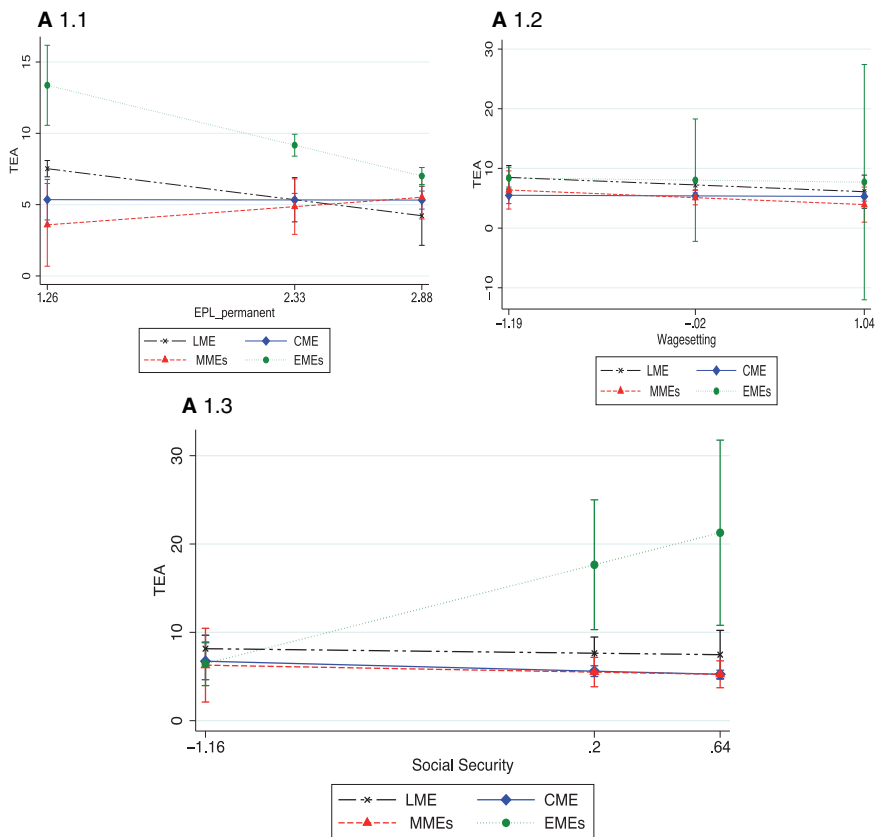 A 1.1
15
10
5
0
TEA
1.26
2.33
2.88
EPL_permanent
LME
CME
MMEs
EMEs
A 1.2
30
20
10
0
−10
TEA
−1.19
−.02
1.04
Wagesetting
LME
CME
MMEs
EMEs
A 1.3
30
20
10
0
TEA
−1.16
.2
.64
Social Security
LME
CME
MMEs
EMEs